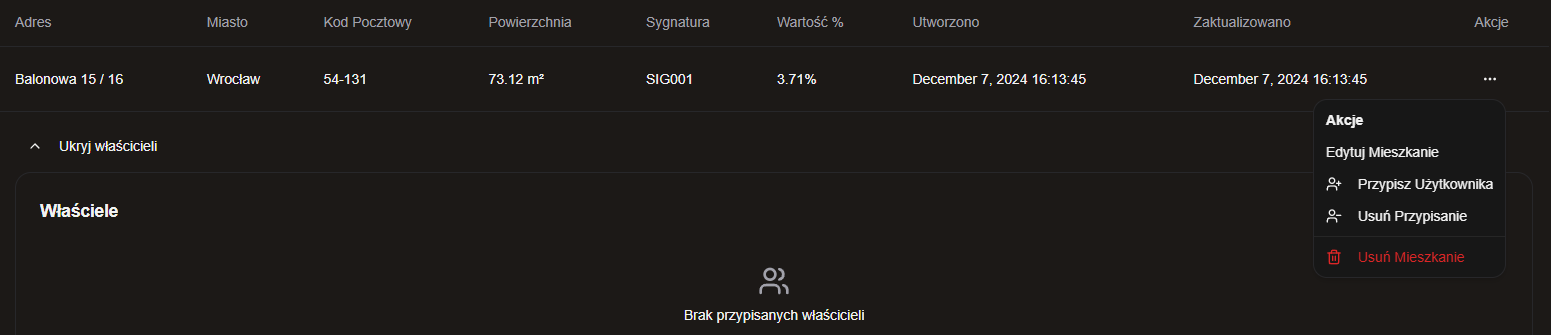 Adres Miasto Kod Pocztowy Powierzchnia Sygnatura Wartość % Utworzono Zaktualizowano Akcje
Balonowa 15 / 16 Wrocław 54-131 73.12 m² SIG001 3.71% December 7, 2024 16:13:45 December 7, 2024 16:13:45 ...
Akcje
Edytuj Mieszkanie
Przypisz Użytkownika
Usuń Przypisanie
Usuń Mieszkanie
Ukryj właścicieli
Właściele
Brak przypisanych właścicieli